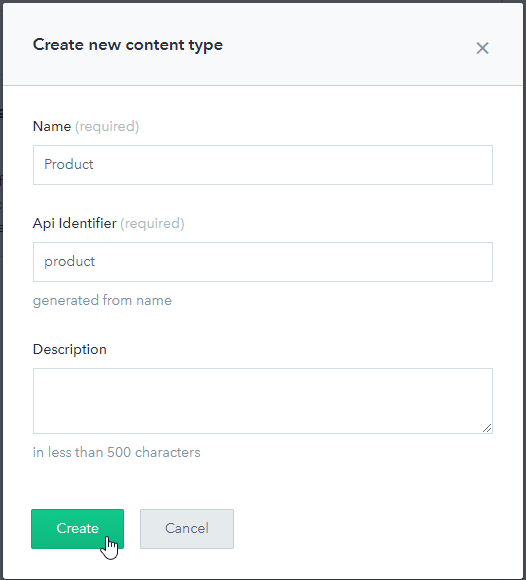 Create new content type
Name (required)
Product
Api Identifier (required)
product
generated from name
Description
in less than 500 characters
Create
Cancel